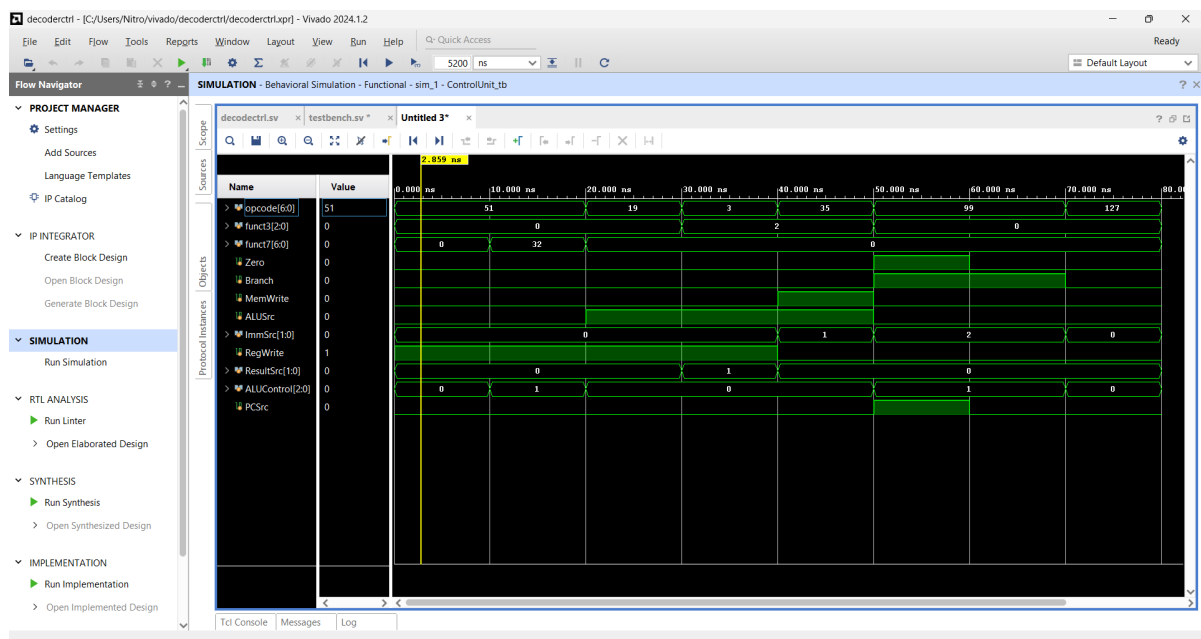 decoderctrl - [C:/Users/Nitro/vivado/decoderctrl/decoderctrl.xpr] - Vivado 2024.1.2
File Edit Flow Tools Reports Window Layout View Run Help Quick Access Ready
5200 ns Default Layout
Flow Navigator
SIMULATION - Behavioral Simulation - Functional - sim_1 - ControlUnit_tb
PROJECT MANAGER
Settings
Add Sources
Language Templates
IP Catalog
IP INTEGRATOR
Create Block Design
Open Block Design
Generate Block Design
SIMULATION
Run Simulation
RTL ANALYSIS
Run Linter
Open Elaborated Design
SYNTHESIS
Run Synthesis
Open Synthesized Design
IMPLEMENTATION
Run Implementation
Open Implemented Design
Scope
Sources
Objects
Protocol Instances
decodectrl.sv testbench.sv * Untitled 3*
2.859 ns
Name Value 0.000 ns 10.000 ns 20.000 ns 30.000 ns 40.000 ns 50.000 ns 60.000 ns 70.000 ns 80.0
opcode[6:0] 51 51 19 3 35 99 127
funct3[2:0] 0 0 2 0
funct7[6:0] 0 0 32 0
Zero 0
Branch 0
MemWrite 0
ALUSrc 0
ImmSrc[1:0] 0 0 1 2 0
RegWrite 1
ResultSrc[1:0] 0 0 1 0
ALUControl[2:0] 0 0 1 0 1 0
PCSrc 0
Tcl Console Messages Log